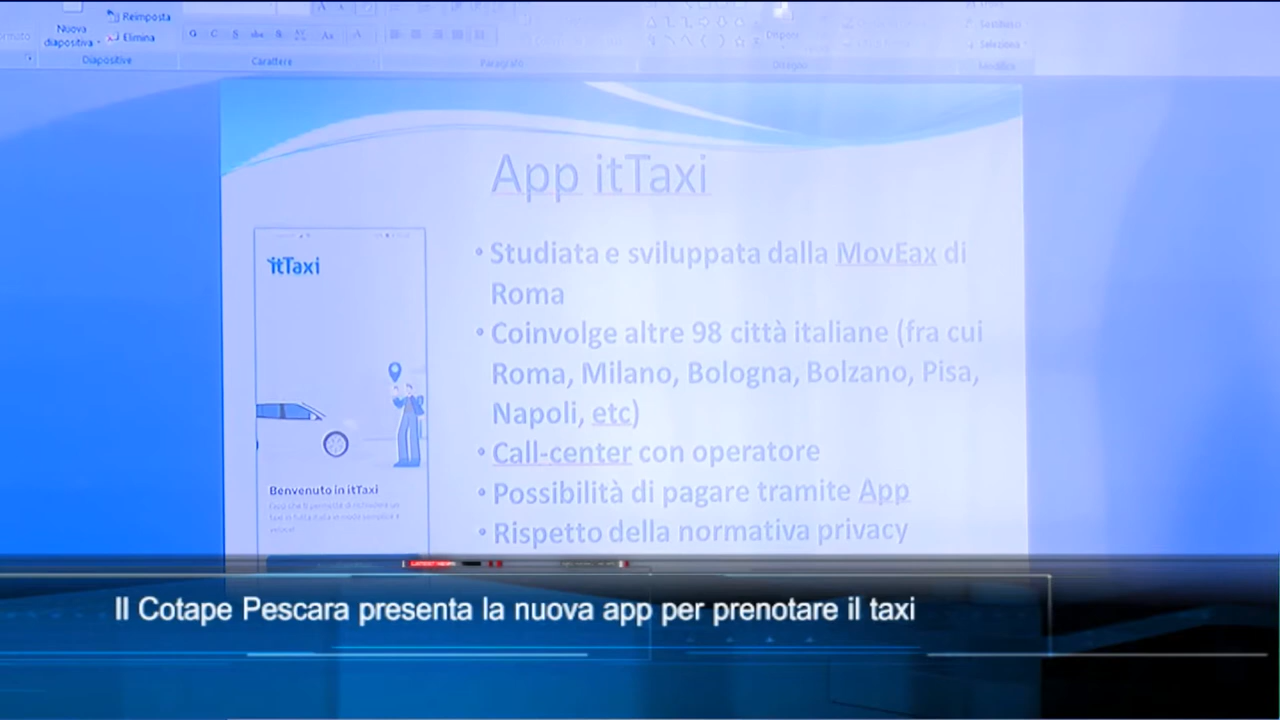 Reimposta
Nuova
diapositiva
Elimina
Diapositive
Carattere
Paragrafo
Disegno
App itTaxi
itTaxi
• Studiata e sviluppata dalla MovEax di
Roma
• Coinvolge altre 98 città italiane (fra cui
Roma, Milano, Bologna, Bolzano, Pisa,
Napoli, etc)
• Call-center con operatore
• Possibilità di pagare tramite App
• Rispetto della normativa privacy
Benvenuto in itTaxi
LATEST NEWS
Il Cotape Pescara presenta la nuova app per prenotare il taxi